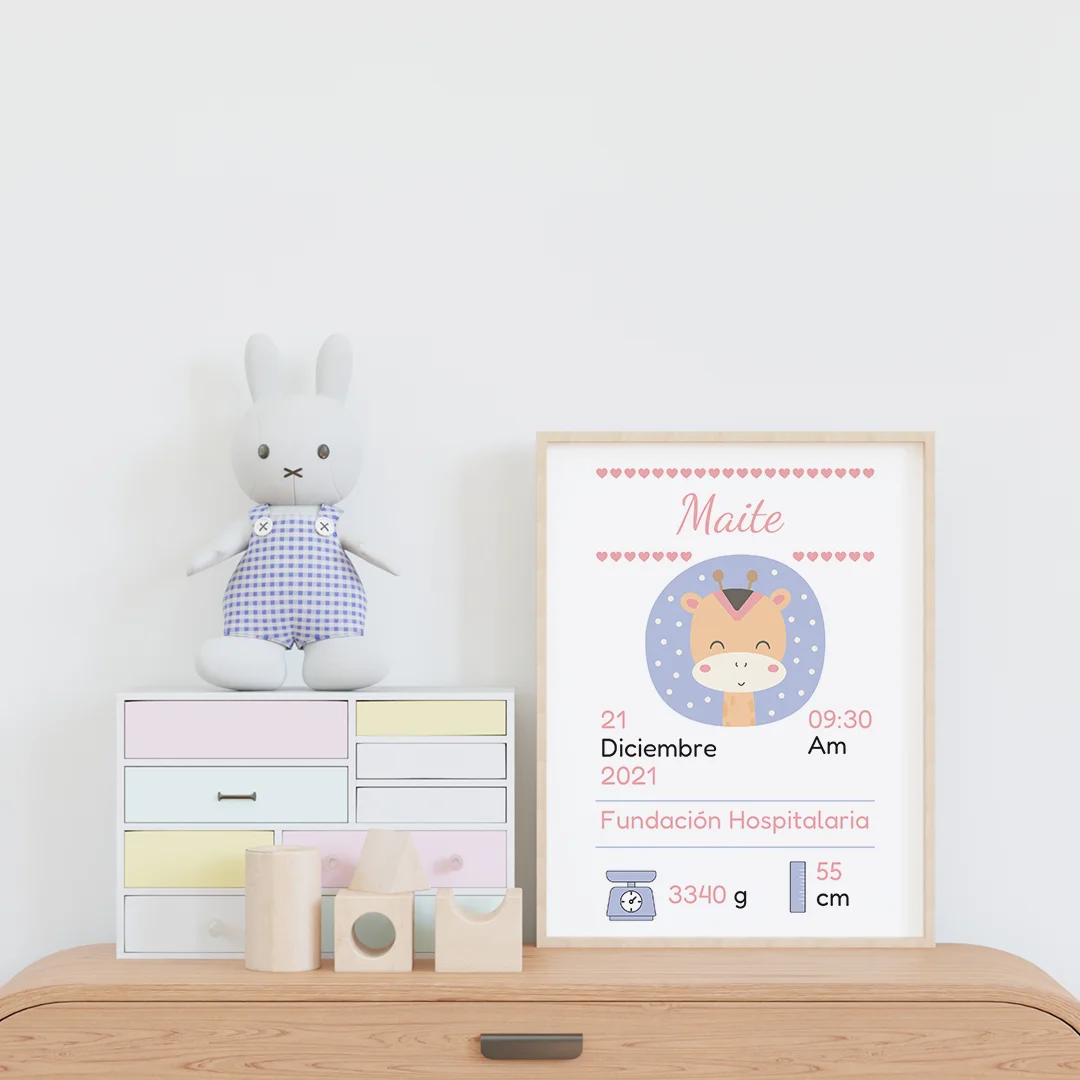 Maite
21
Diciembre
2021
09:30
Am
Fundación Hospitalaria
3340 g
55
cm